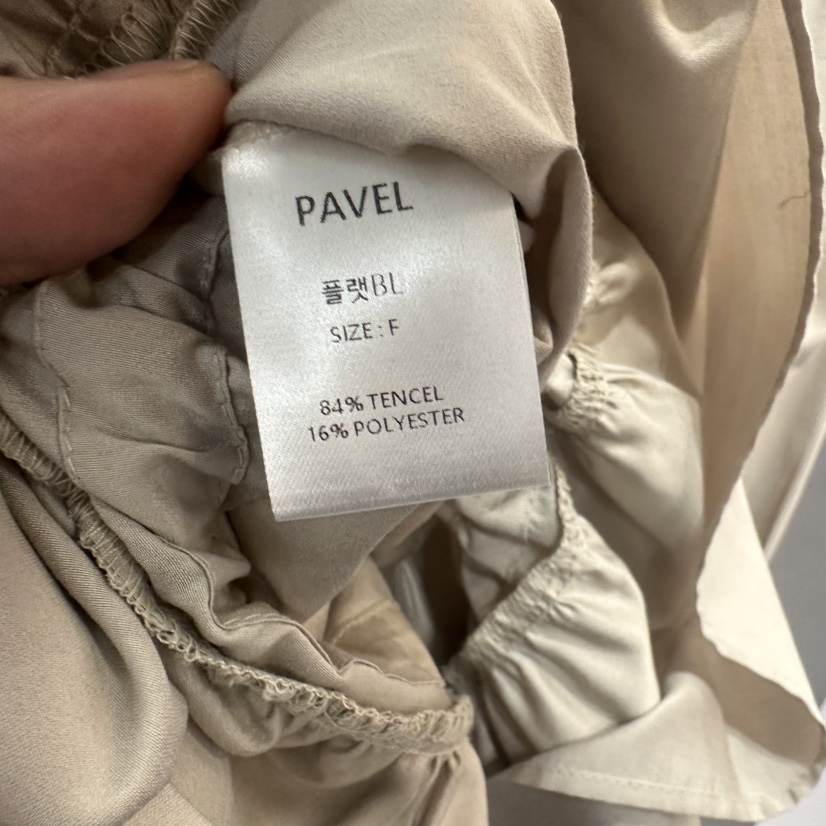 PAVEL
플랫BL
SIZE : F
84% TENCEL
16% POLYESTER